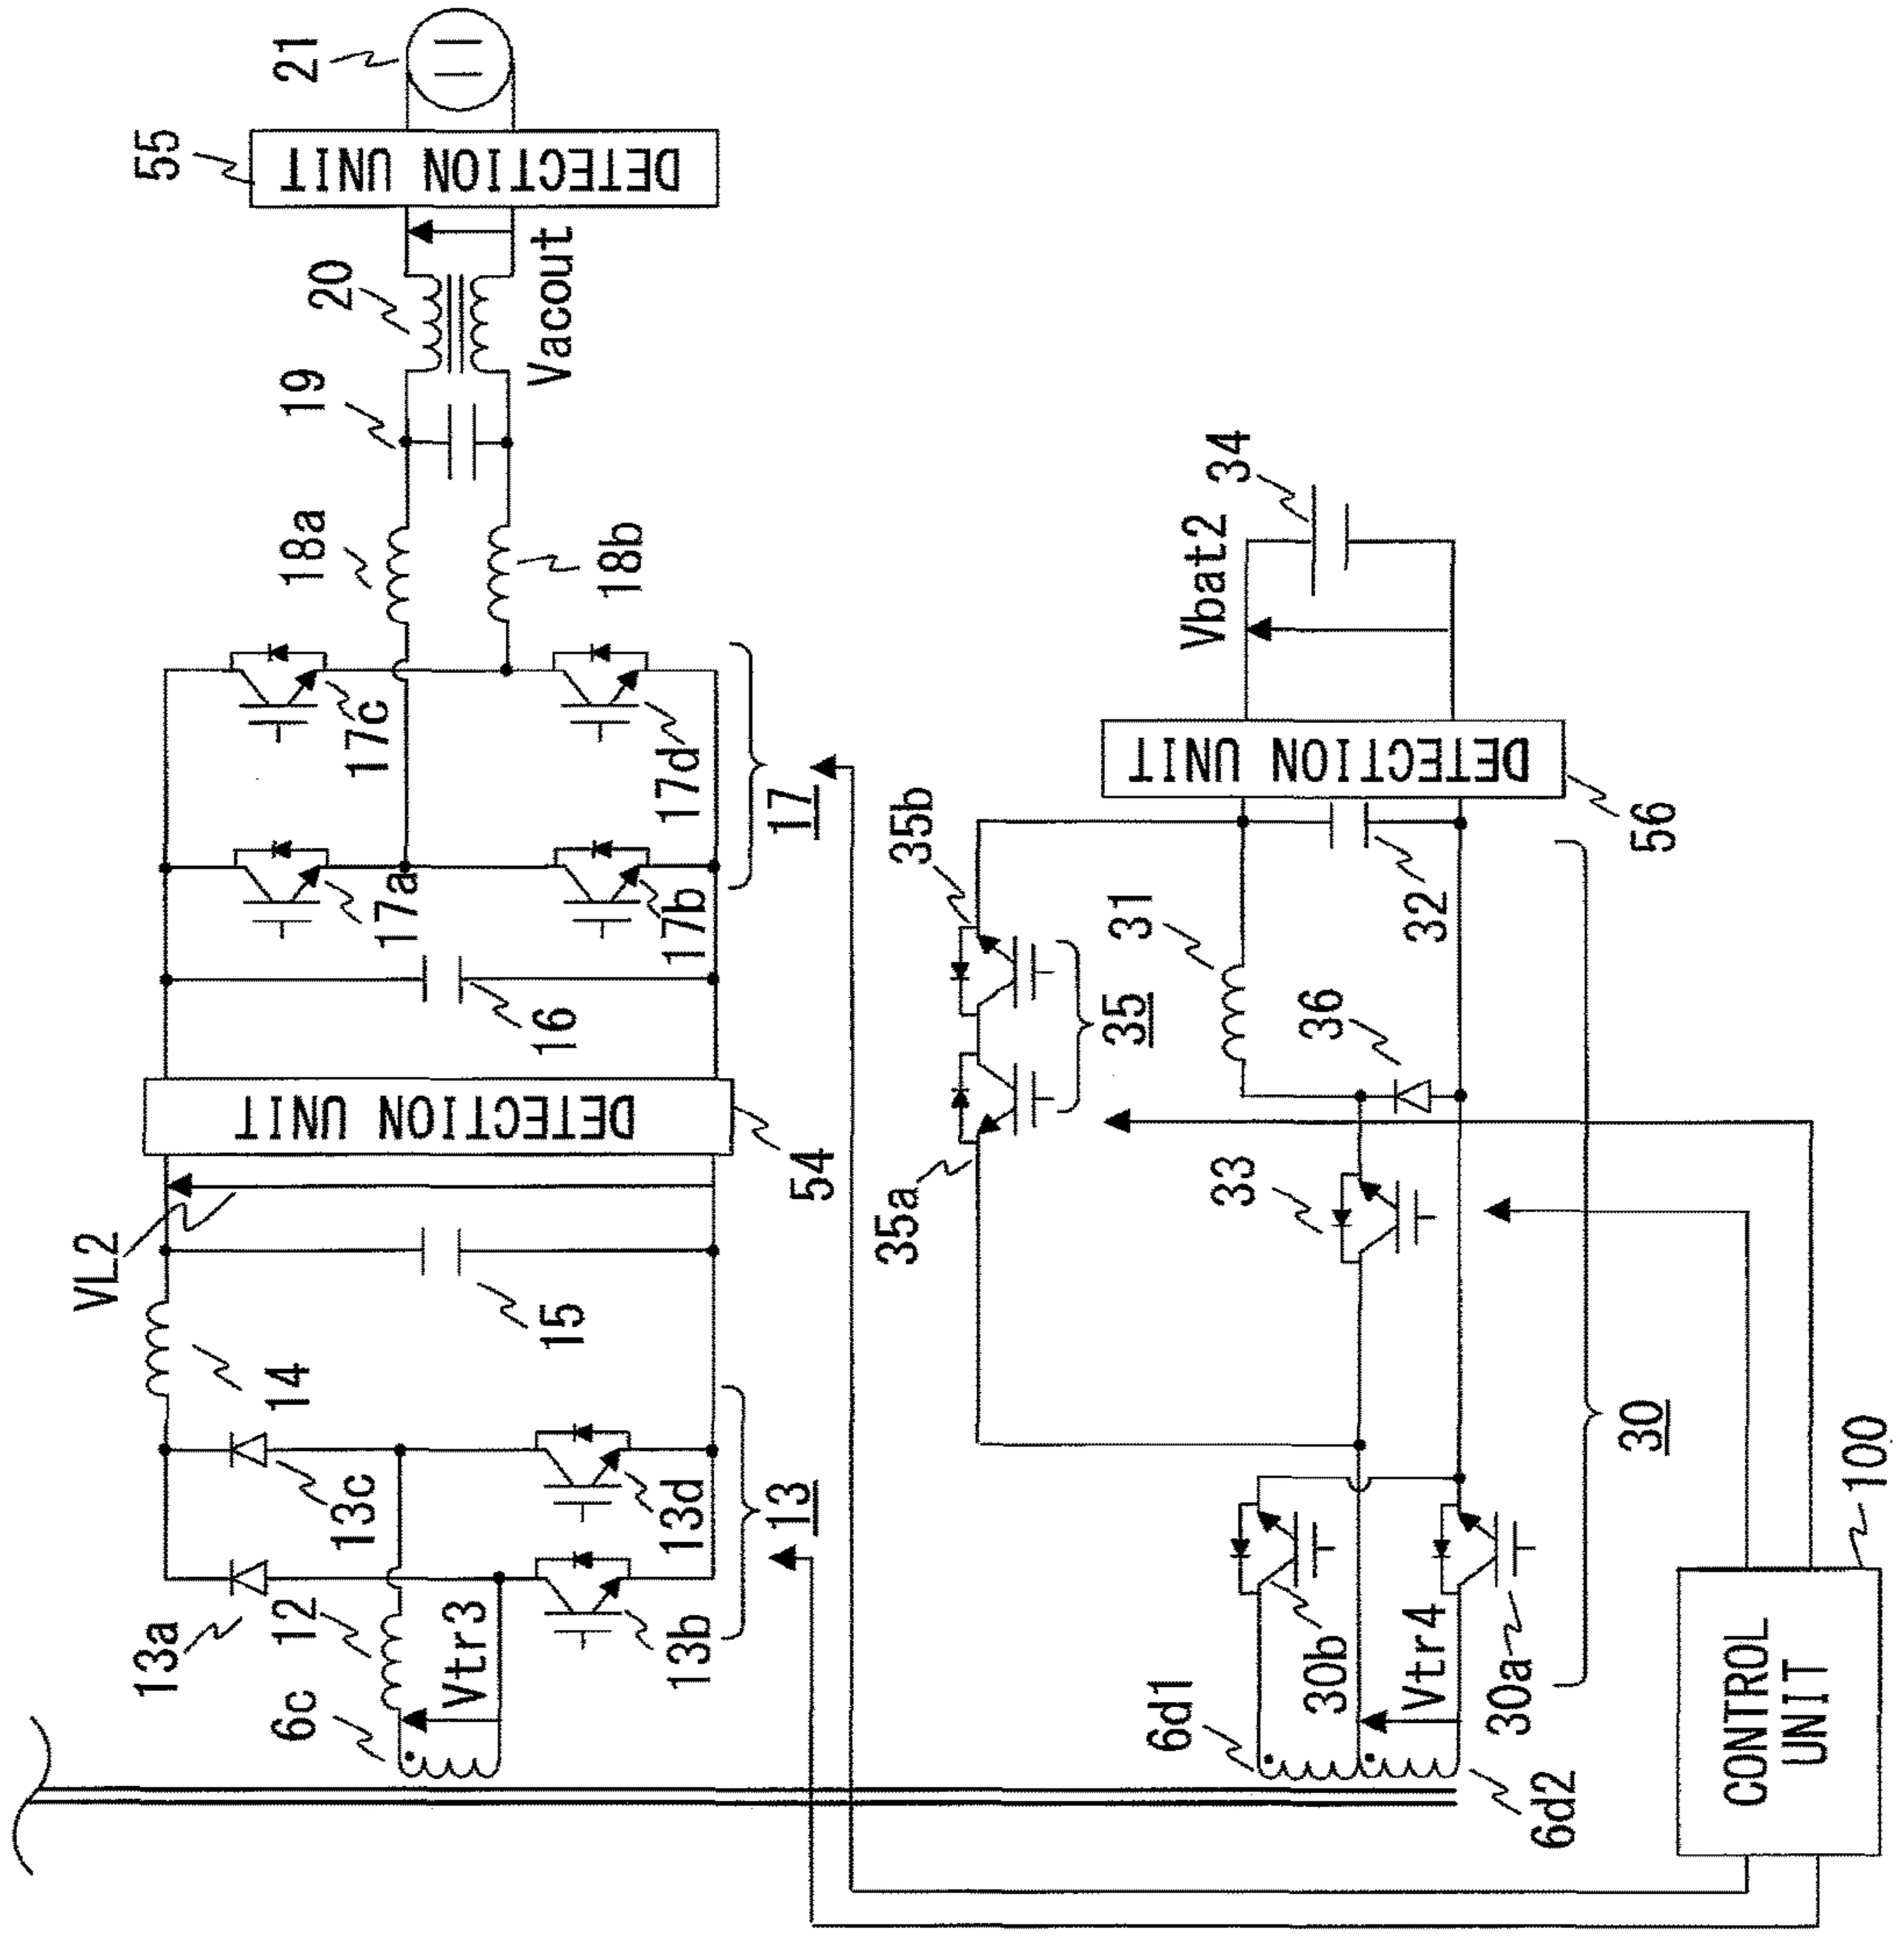 VL2
14
15
54
DETECTION UNIT
16
17a
17b
17c
17d
17
18a
18b
19
20
Vacout
55
DETECTION UNIT
21
13a
12
13c
13d
13b
13
6c
Vtr3
35a
35b
35
31
36
33
32
DETECTION UNIT
56
Vbat2
34
6d1
30b
Vtr4
30a
6d2
30
100
CONTROL
UNIT